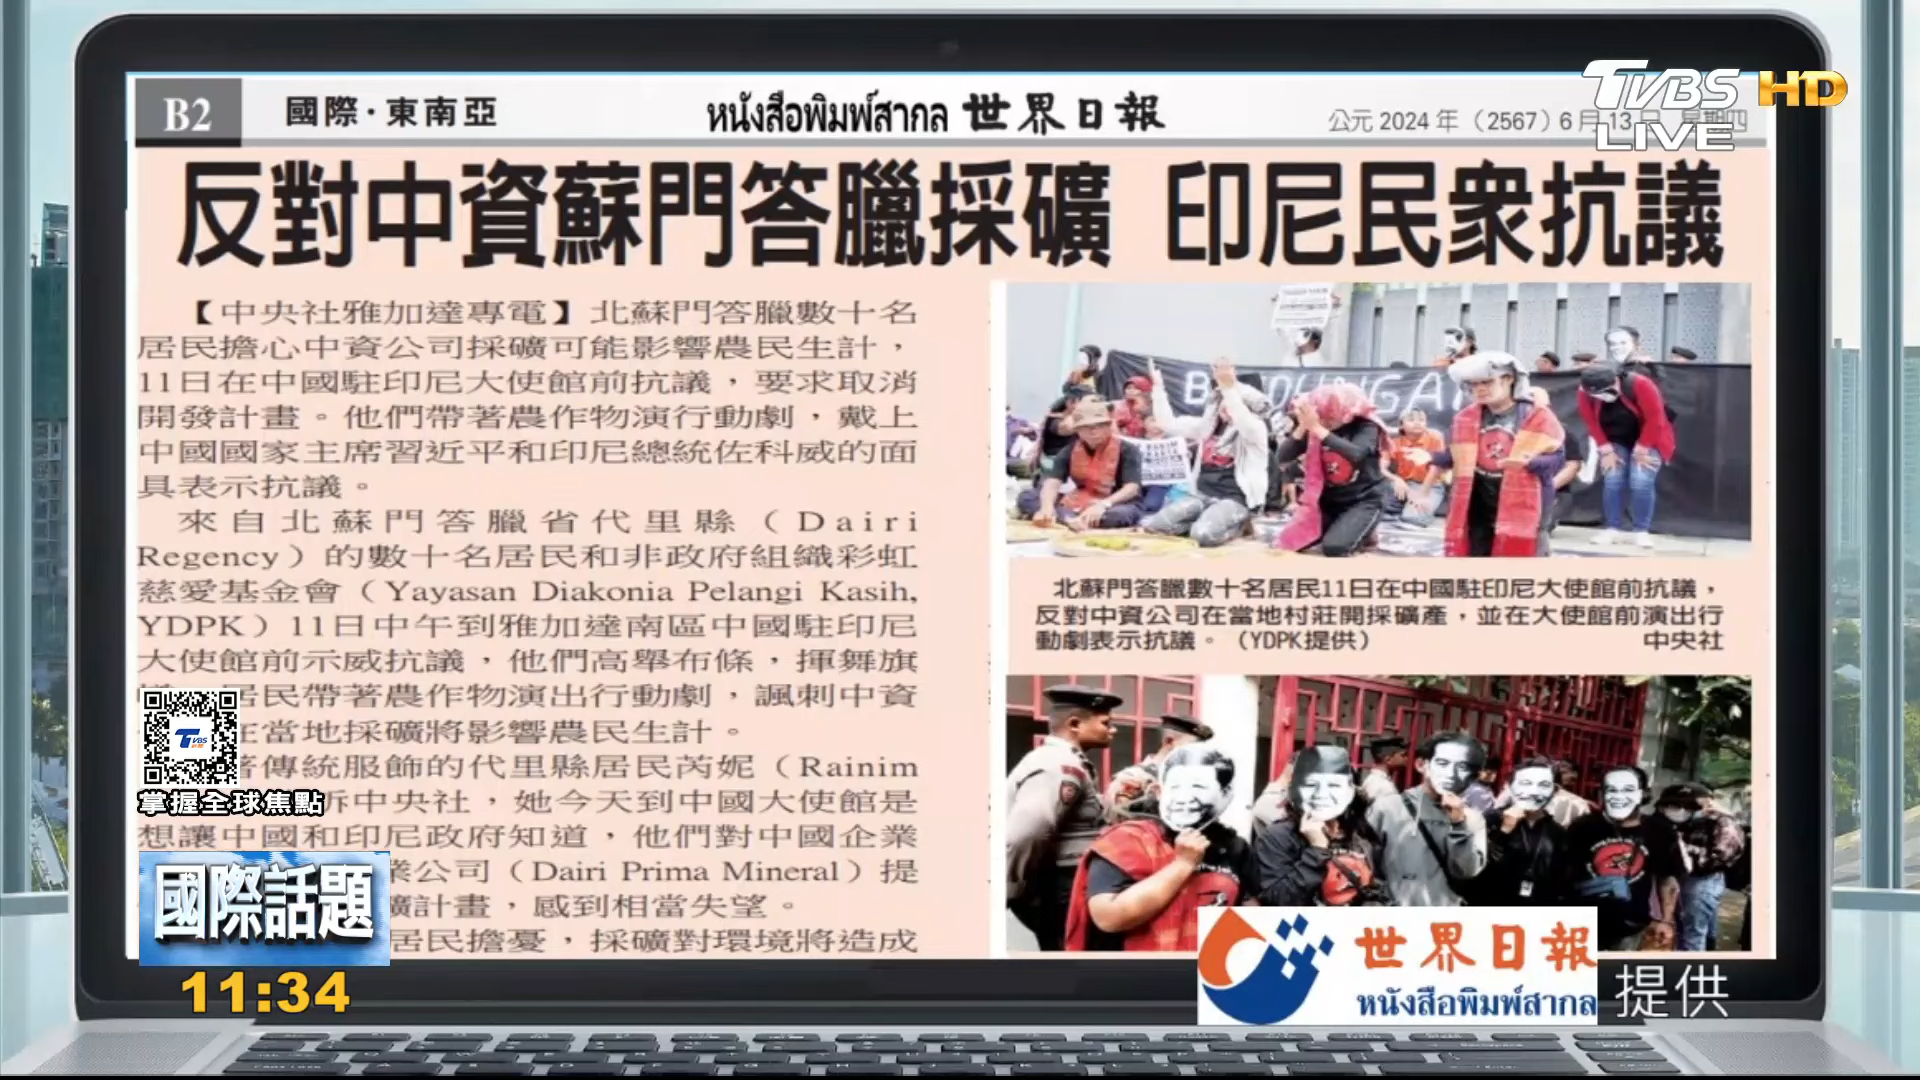 B2
國際·東南亞
หนังสือพิมพ์สากล 世界日報
公元 2024 年（2567）6 月 13 日 星期四
TVBS HD
LIVE
反對中資蘇門答臘採礦 印尼民眾抗議
【中央社雅加達專電】北蘇門答臘數十名
居民擔心中資公司採礦可能影響農民生計，
11日在中國駐印尼大使館前抗議，要求取消
開發計畫。他們帶著農作物演行動劇，戴上
中國國家主席習近平和印尼總統佐科威的面
具表示抗議。
來自北蘇門答臘省代里縣（Dairi
Regency）的數十名居民和非政府組織彩虹
慈愛基金會（Yayasan Diakonia Pelangi Kasih,
YDPK）11日中午到雅加達南區中國駐印尼
大使館前示威抗議，他們高舉布條，揮舞旗
居民帶著農作物演出行動劇，諷刺中資
在當地採礦將影響農民生計。
著傳統服飾的代里縣居民芮妮（Rainim
訴中央社，她今天到中國大使館是
想讓中國和印尼政府知道，他們對中國企業
業公司（Dairi Prima Mineral）提
礦計畫，感到相當失望。
居民擔憂，採礦對環境將造成
北蘇門答臘數十名居民11日在中國駐印尼大使館前抗議，
反對中資公司在當地村莊開採礦產，並在大使館前演出行
動劇表示抗議。（YDPK提供） 中央社
TVBS
掌握全球焦點
國際話題
11:34
世界日報
หนังสือพิมพ์สากล
提供